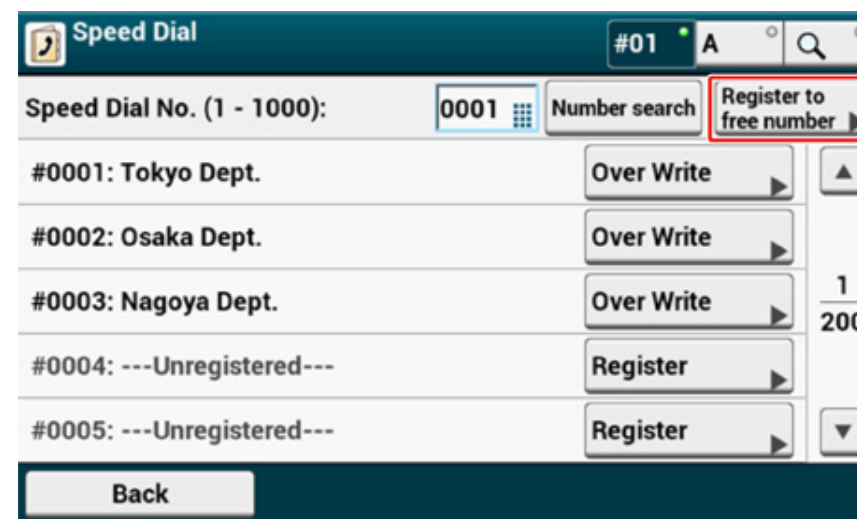 Speed Dial
#01
A
Speed Dial No. (1 - 1000):
0001
Number search
Register to
free number
#0001: Tokyo Dept.
Over Write
#0002: Osaka Dept.
Over Write
#0003: Nagoya Dept.
Over Write
1
200
#0004: ---Unregistered---
Register
#0005: ---Unregistered---
Register
Back